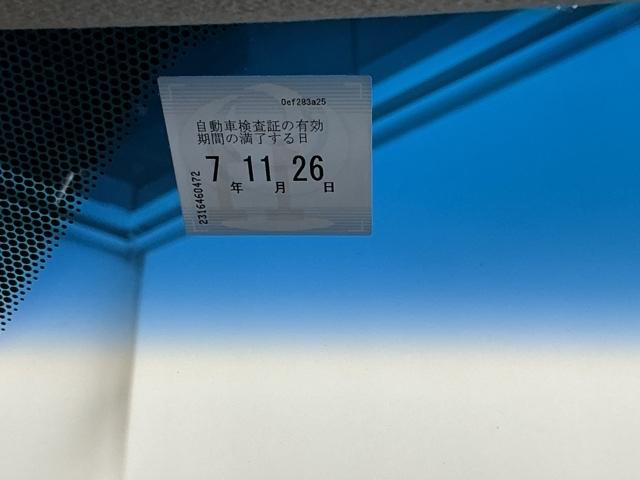 0ef283a25
自動車検査証の有効
期間の満了する日
7年 11月 26日
2316460472